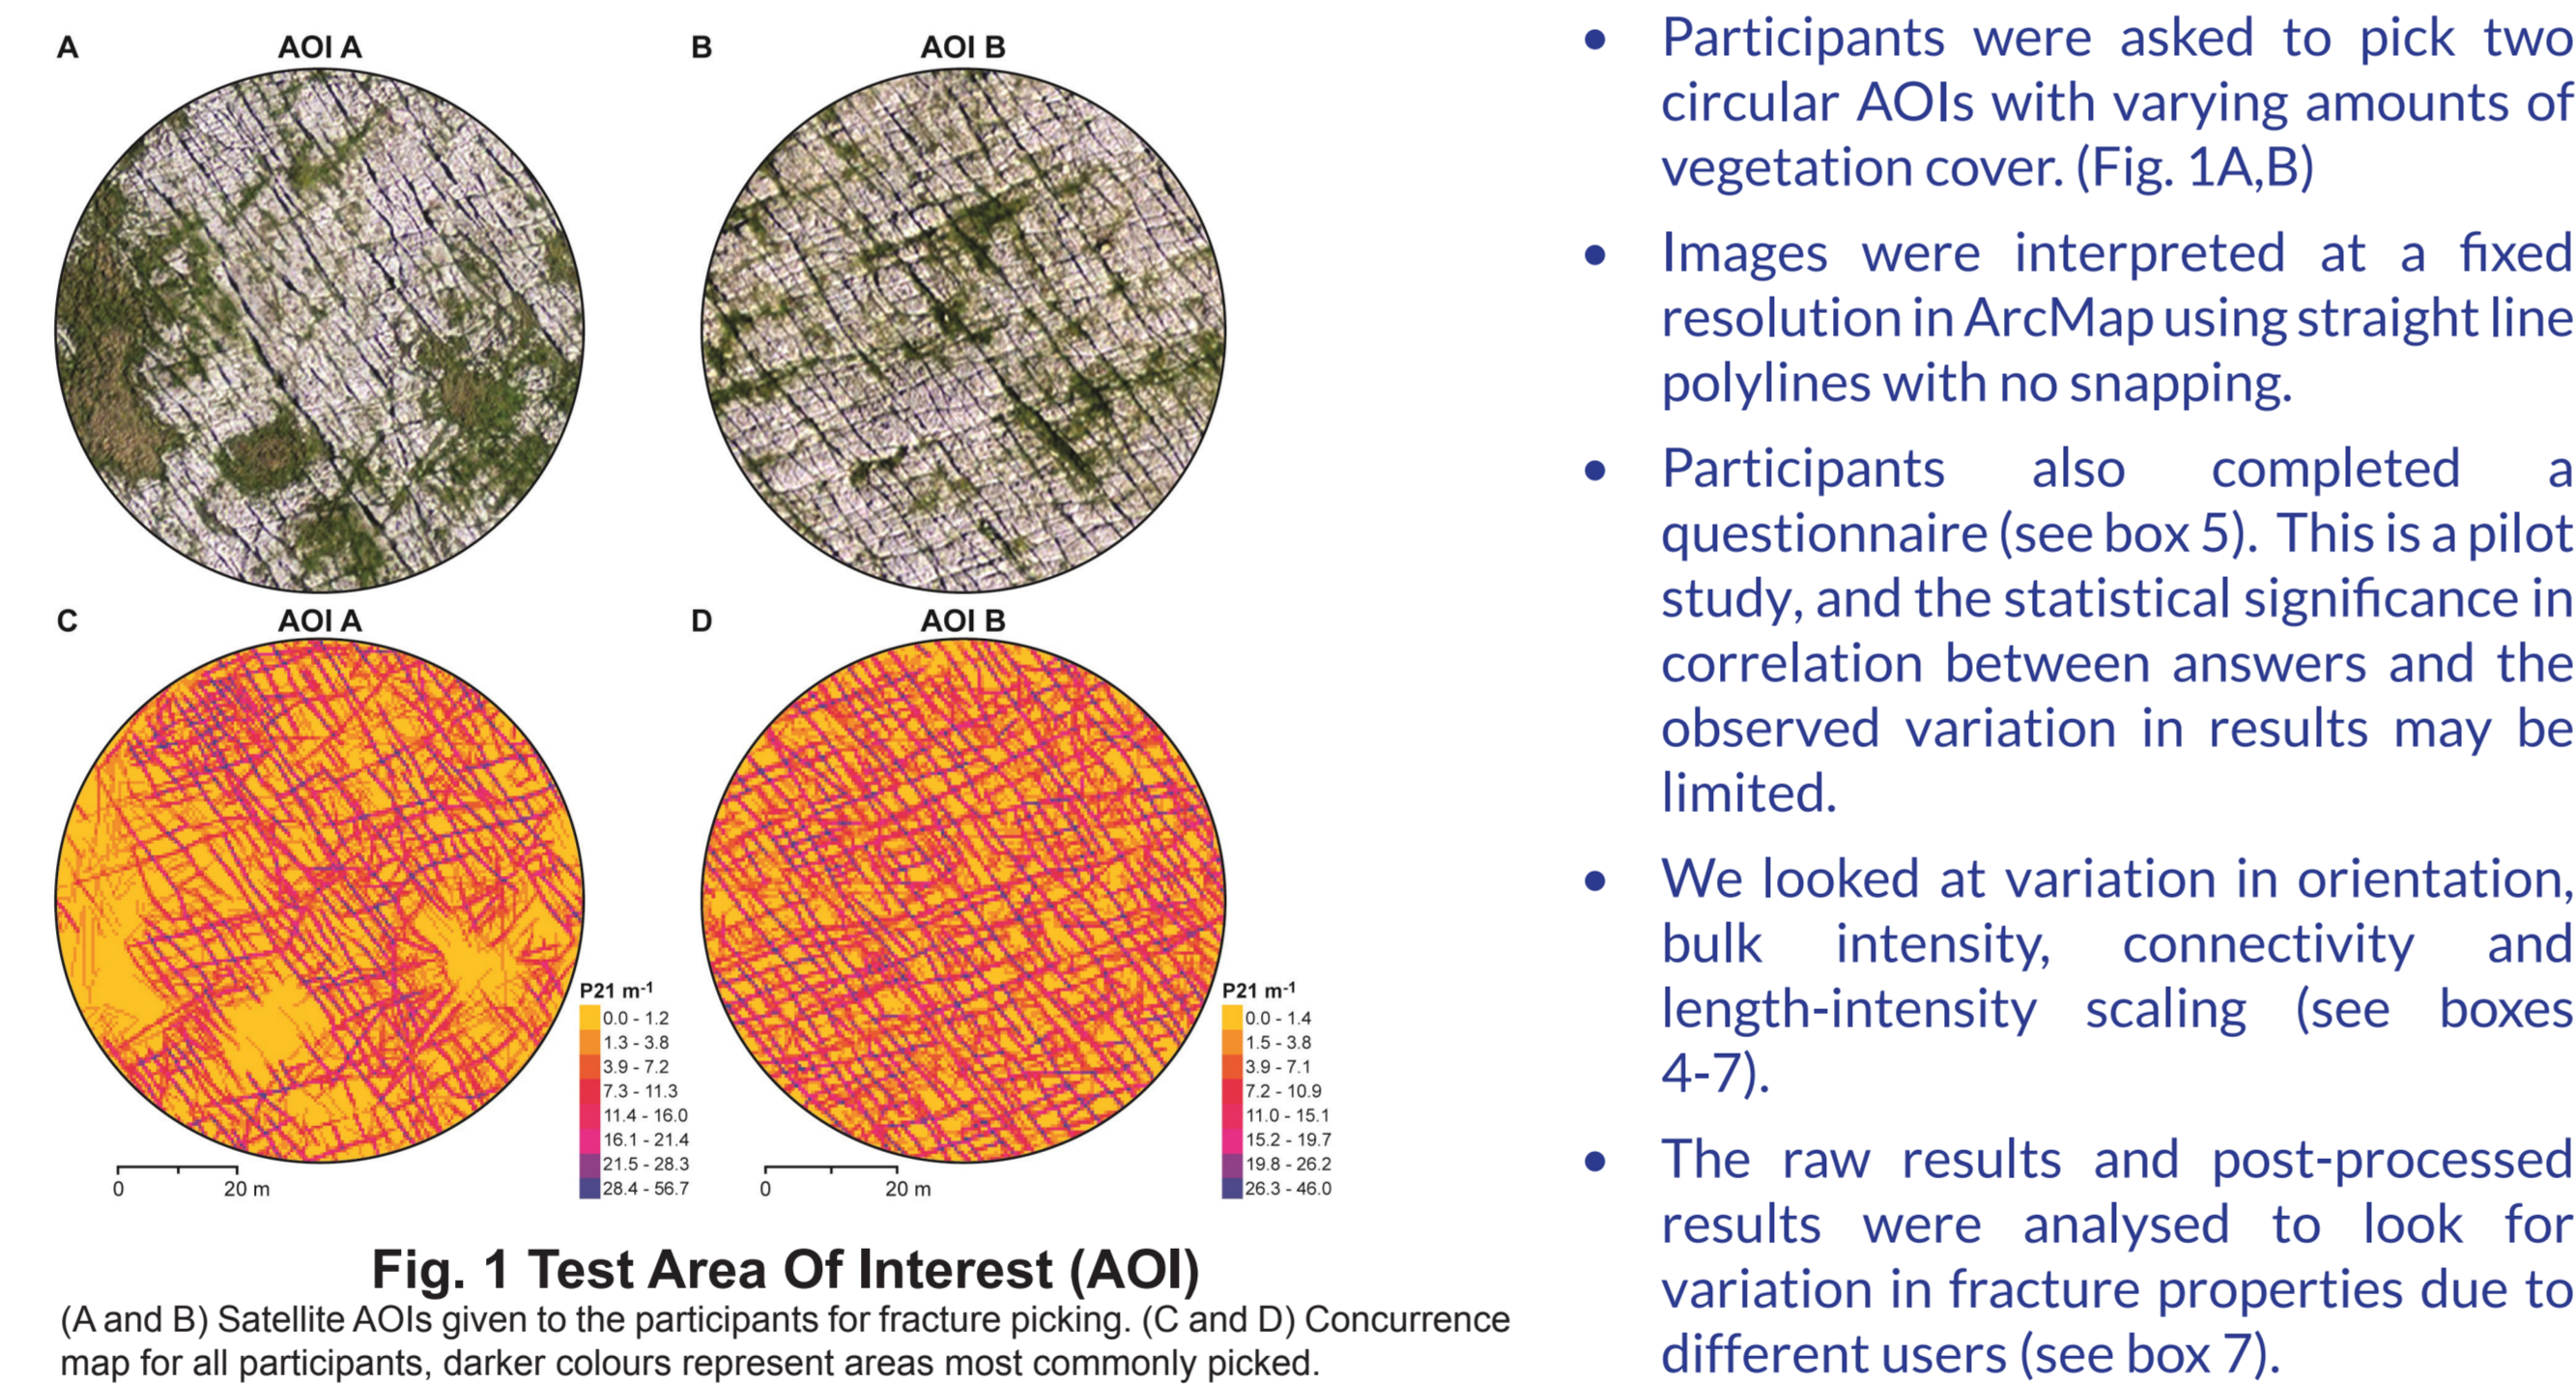 A
AOI A
B
AOI B
C
AOI A
D
AOI B
P21 m-1
0.0 - 1.2
1.3 - 3.8
3.9 - 7.2
7.3 - 11.3
11.4 - 16.0
16.1 - 21.4
21.5 - 28.3
28.4 - 56.7
0
20 m
P21 m-1
0.0 - 1.4
1.5 - 3.8
3.9 - 7.1
7.2 - 10.9
11.0 - 15.1
15.2 - 19.7
19.8 - 26.2
26.3 - 46.0
0
20 m
Fig. 1 Test Area Of Interest (AOI)
(A and B) Satellite AOIs given to the participants for fracture picking. (C and D) Concurrence
map for all participants, darker colours represent areas most commonly picked.
• Participants were asked to pick two
circular AOIs with varying amounts of
vegetation cover. (Fig. 1A,B)
• Images were interpreted at a fixed
resolution in ArcMap using straight line
polylines with no snapping.
• Participants also completed a
questionnaire (see box 5). This is a pilot
study, and the statistical significance in
correlation between answers and the
observed variation in results may be
limited.
• We looked at variation in orientation,
bulk intensity, connectivity and
length-intensity scaling (see boxes
4-7).
• The raw results and post-processed
results were analysed to look for
variation in fracture properties due to
different users (see box 7).